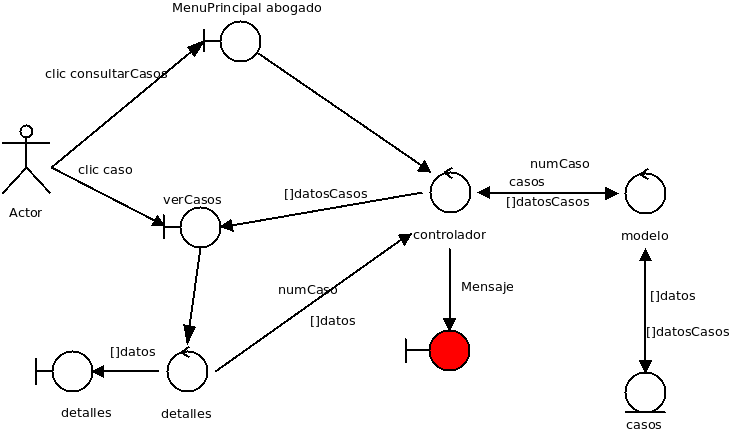 MenuPrincipal abogado
clic consultarCasos
clic caso
Actor
verCasos
[]datosCasos
numCaso
casos
[]datosCasos
controlador
modelo
numCaso
[]datos
Mensaje
[]datos
[]datosCasos
[]datos
detalles
detalles
casos